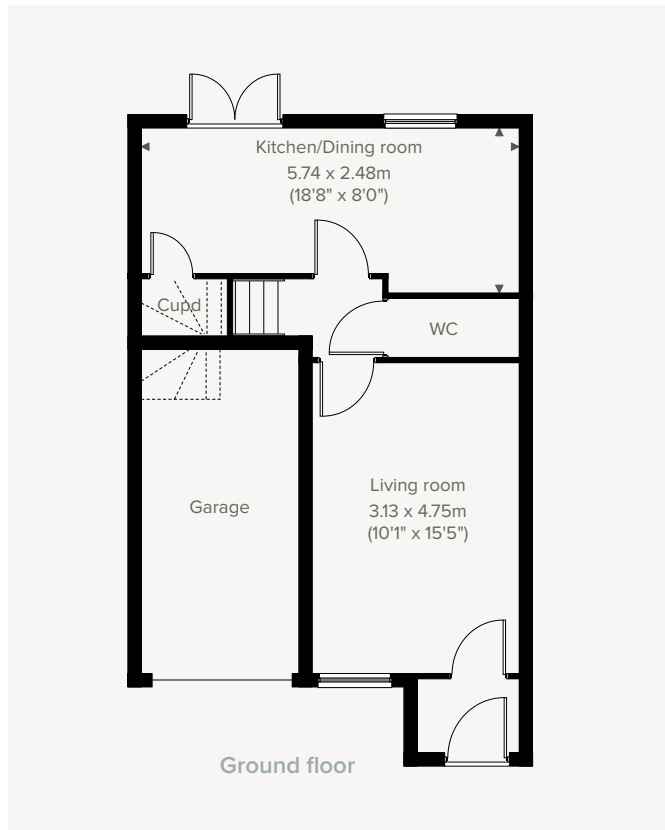 Kitchen/Dining room
5.74 x 2.48m
(18'8" x 8'0")
Cupd
WC
Living room
3.13 x 4.75m
(10'1" x 15'5")
Garage
Ground floor